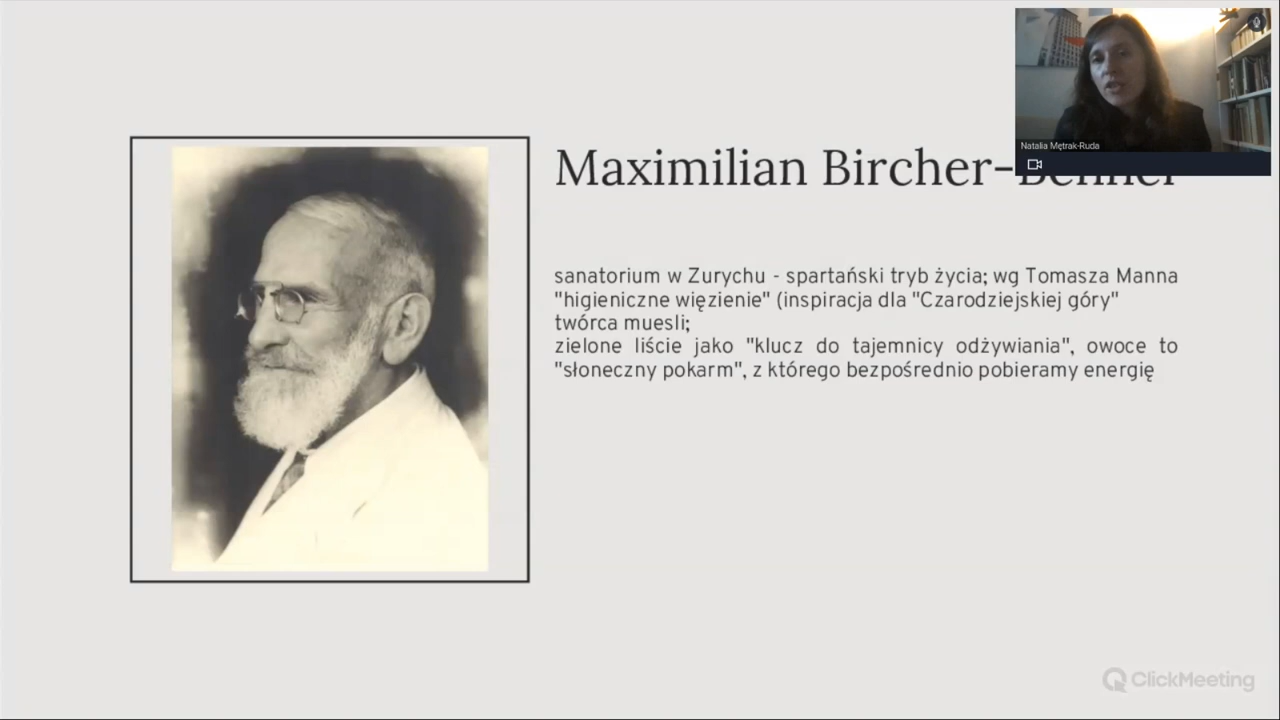 Maximilian Bircher-
Natalia Mętrak-Ruda
sanatorium w Zurychu - spartański tryb życia; wg Tomasza Manna
"higieniczne więzienie" (inspiracja dla "Czarodziejskiej góry"
twórca muesli;
zielone liście jako "klucz do tajemnicy odżywiania", owoce to
"słoneczny pokarm", z którego bezpośrednio pobieramy energię
ClickMeeting